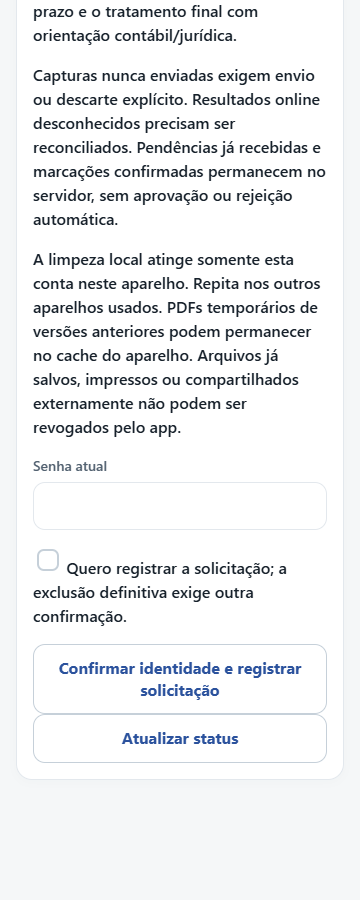 prazo e o tratamento final com
orientação contábil/jurídica.
Capturas nunca enviadas exigem envio
ou descarte explícito. Resultados online
desconhecidos precisam ser
reconciliados. Pendências já recebidas e
marcações confirmadas permanecem no
servidor, sem aprovação ou rejeição
automática.
A limpeza local atinge somente esta
conta neste aparelho. Repita nos outros
aparelhos usados. PDFs temporários de
versões anteriores podem permanecer
no cache do aparelho. Arquivos já
salvos, impressos ou compartilhados
externamente não podem ser
revogados pelo app.
Senha atual
Quero registrar a solicitação; a
exclusão definitiva exige outra
confirmação.
Confirmar identidade e registrar
solicitação
Atualizar status